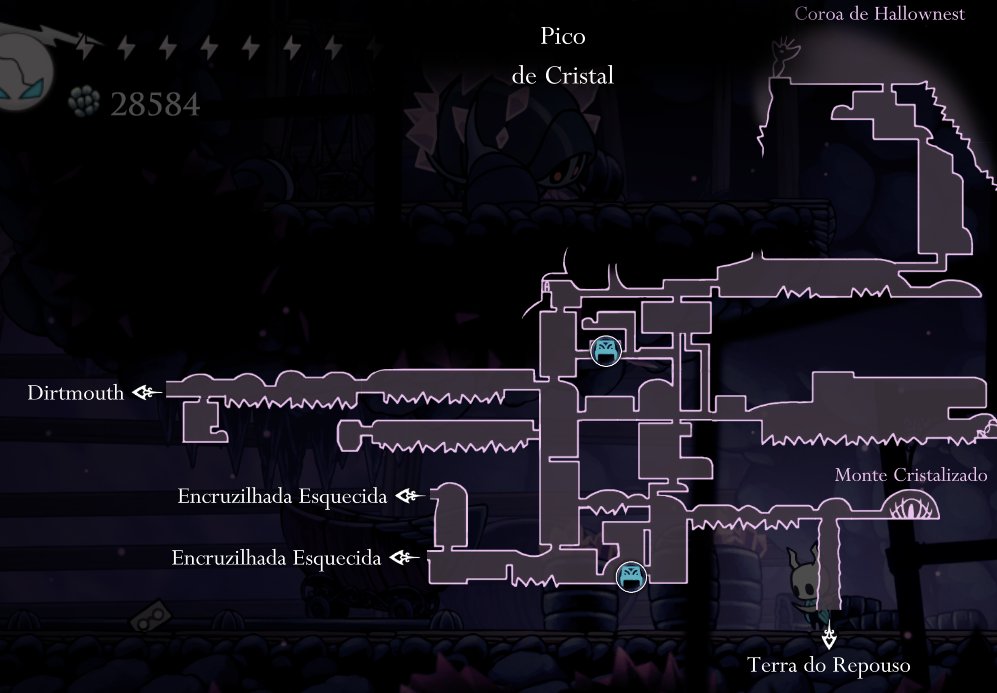 Coroa de Hallownest
Pico
de Cristal
28584
Dirtmouth
Monte Cristalizado
Encruzilhada Esquecida
Encruzilhada Esquecida
Terra do Repouso